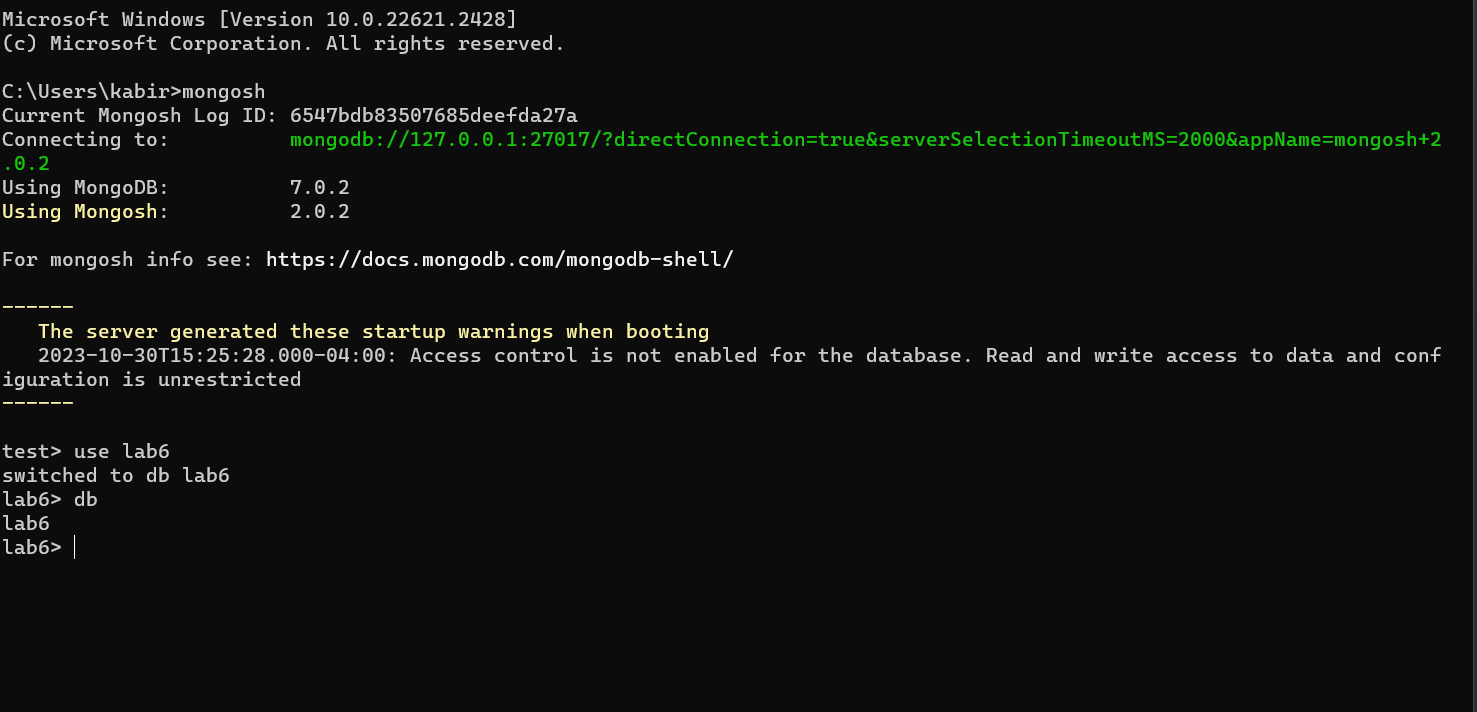 Microsoft Windows [Version 10.0.22621.2428]
(c) Microsoft Corporation. All rights reserved.
C:\Users\kabir>mongosh
Current Mongosh Log ID: 6547bdb83507685deefda27a
Connecting to:          mongodb://127.0.0.1:27017/?directConnection=true&serverSelectionTimeoutMS=2000&appName=mongosh+2
.0.2
Using MongoDB:          7.0.2
Using Mongosh:          2.0.2
For mongosh info see: https://docs.mongodb.com/mongodb-shell/
------
   The server generated these startup warnings when booting
   2023-10-30T15:25:28.000-04:00: Access control is not enabled for the database. Read and write access to data and conf
iguration is unrestricted
------
test> use lab6
switched to db lab6
lab6> db
lab6
lab6>